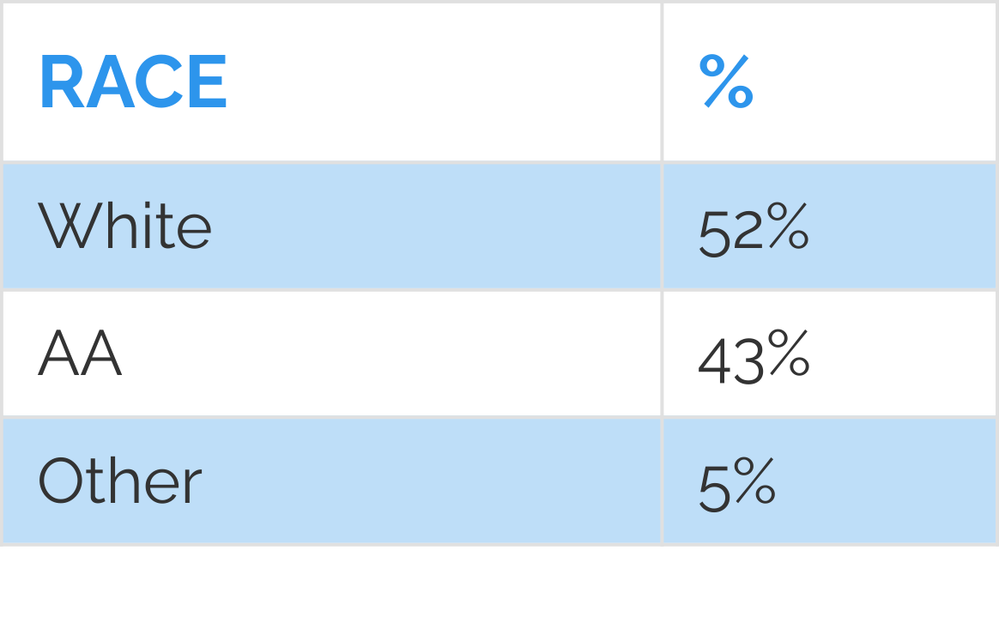 RACE %
White 52%
AA 43%
Other 5%